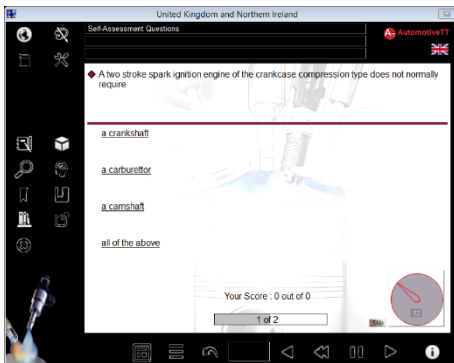 United Kingdom and Northern Ireland
Self-Assessment Questions
AutomotiveTT
A two stroke spark ignition engine of the crankcase compression type does not normally
require
a crankshaft
a carburettor
a camshaft
all of the above
Your Score : 0 out of 0
1 of 2
Skip